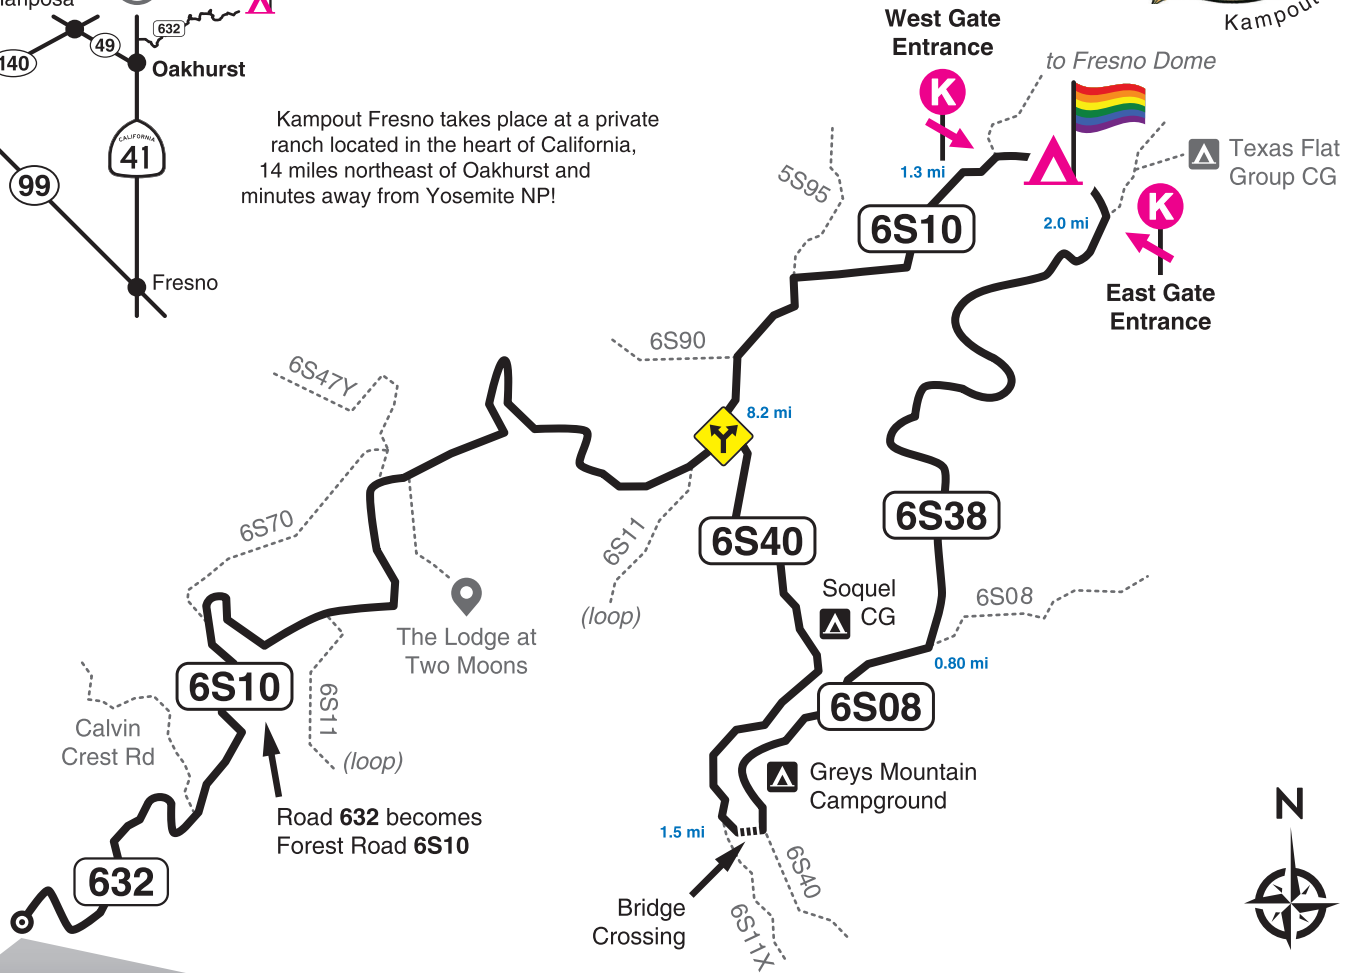 632
49
140
Oakhurst
CALIFORNIA
41
99
Fresno
Kampout Fresno takes place at a private
ranch located in the heart of California,
14 miles northeast of Oakhurst and
minutes away from Yosemite NP!
West Gate
Entrance
K
Kampout
to Fresno Dome
Texas Flat
Group CG
1.3 mi
5S95
6S10
2.0 mi
K
East Gate
Entrance
6S90
6S47Y
8.2 mi
6S70
6S11
(loop)
6S40
6S38
Soquel
CG
6S08
The Lodge at
Two Moons
0.80 mi
6S10
6S11
(loop)
6S08
Calvin
Crest Rd
Greys Mountain
Campground
Road 632 becomes
Forest Road 6S10
1.5 mi
632
Bridge
Crossing
6S40
6S11X
N